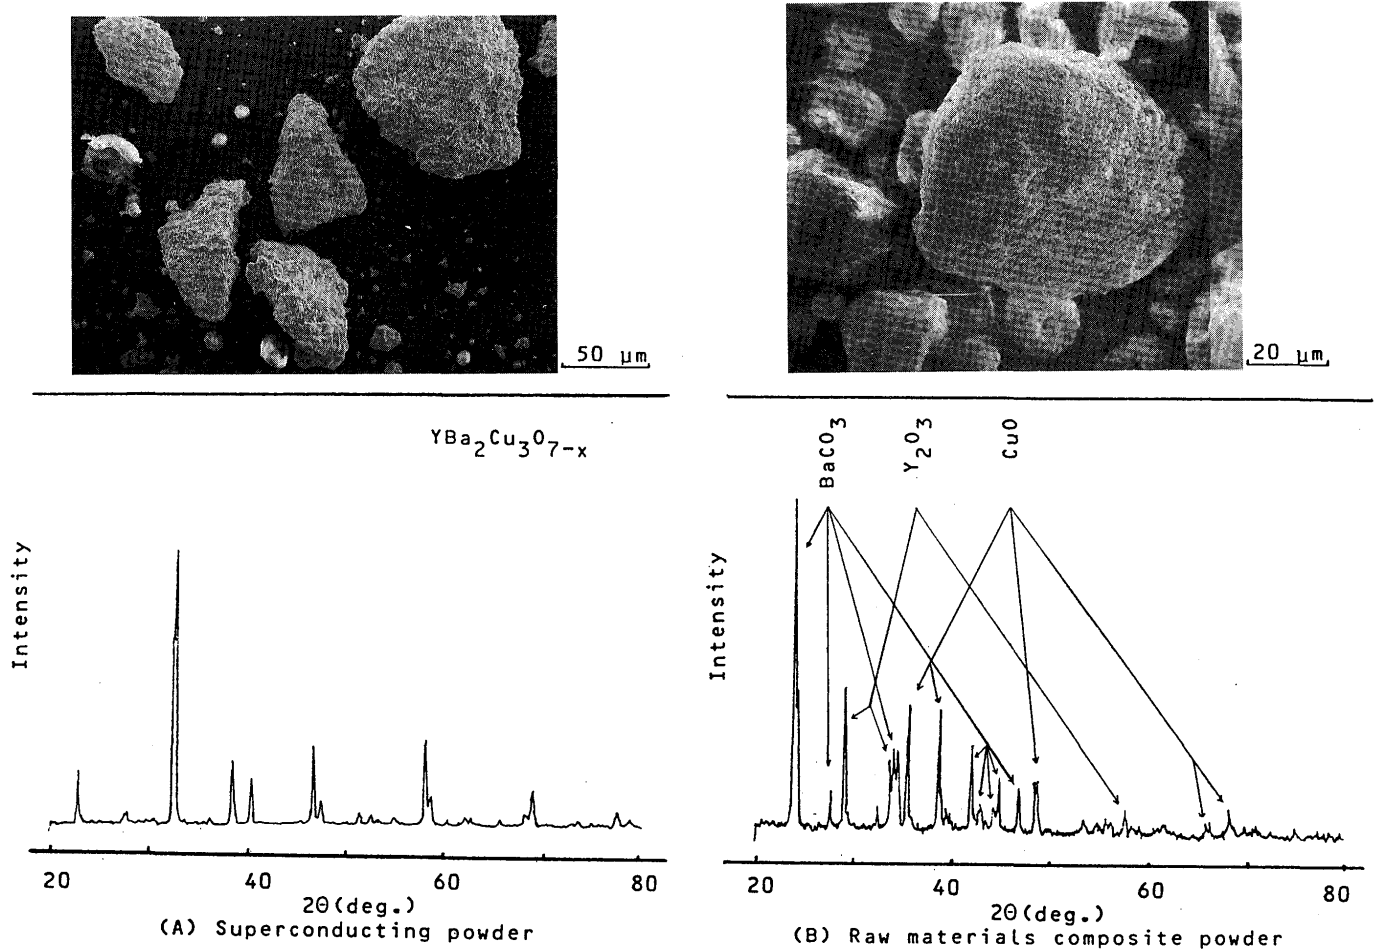 50 μm
20 μm
YBa2Cu3O7-x
BaCO3
Y2O3
CuO
Intensity
Intensity
20 40 60 80
20 40 60 80
2Θ(deg.)
2Θ(deg.)
(A) Superconducting powder
(B) Raw materials composite powder